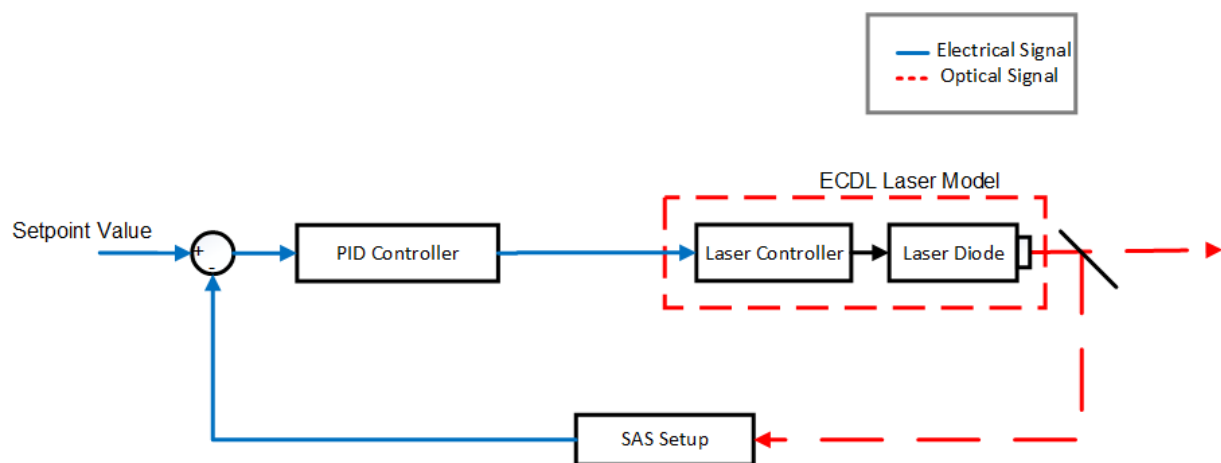 Electrical Signal
Optical Signal
ECDL Laser Model
Setpoint Value
+
-
PID Controller
Laser Controller
Laser Diode
SAS Setup